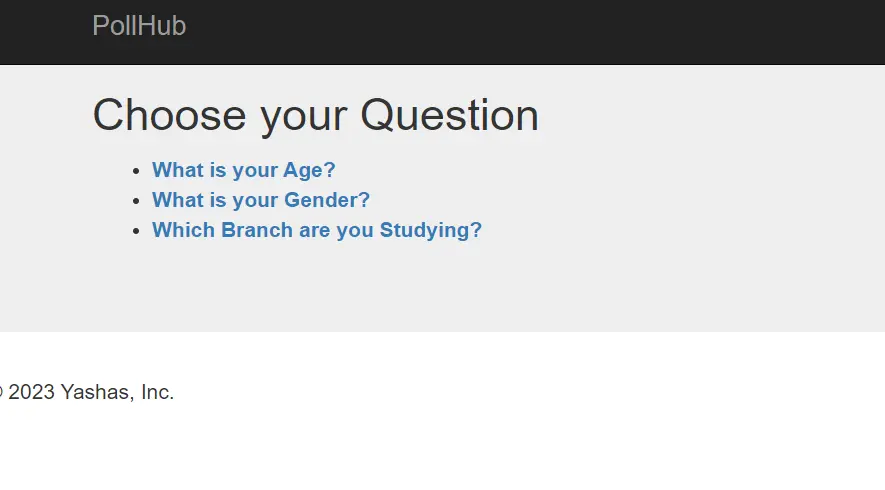 PollHub
Choose your Question
What is your Age?
What is your Gender?
Which Branch are you Studying?
© 2023 Yashas, Inc.